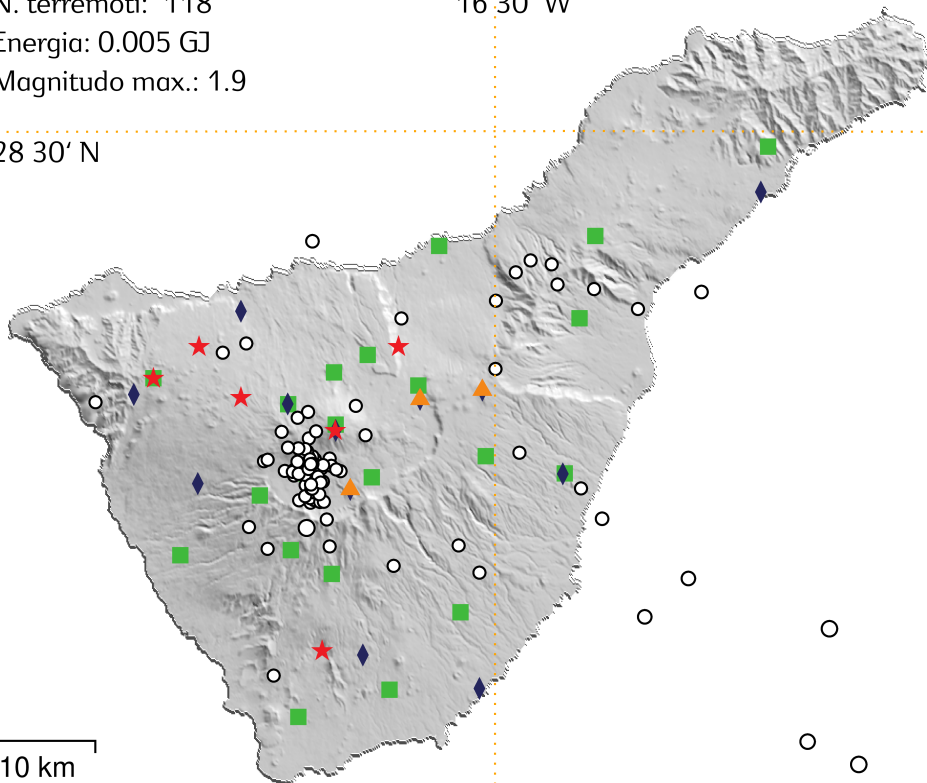 N. terremoti: 118
16 30' W
Energia: 0.005 GJ
Magnitudo max.: 1.9
28 30‘ N
10 km